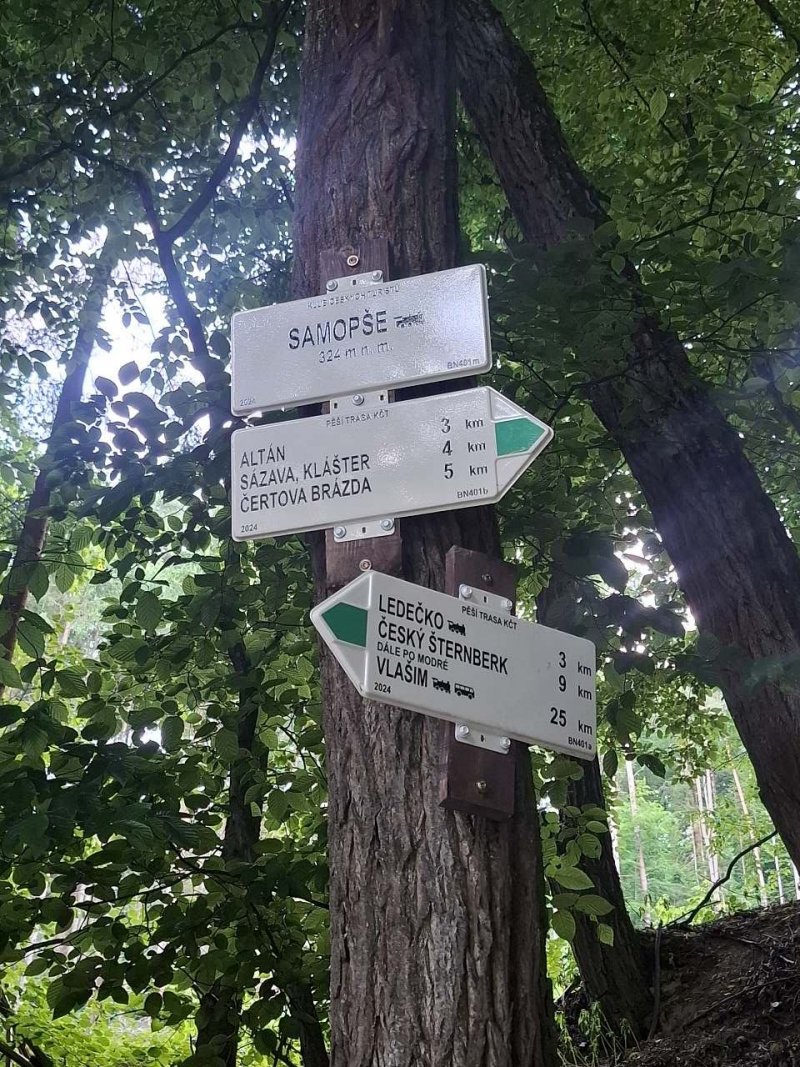 KLUB ČESKÝCH TURISTŮ
SAMOPŠE
324 m n. m.
2024 BN401m
PĚŠÍ TRASA KČT
ALTÁN 3 km
SÁZAVA, KLÁŠTER 4 km
ČERTOVA BRÁZDA 5 km
2024 BN401b
PĚŠÍ TRASA KČT
LEDEČKO 3 km
ČESKÝ ŠTERNBERK 9 km
DÁLE PO MODRÉ
VLAŠIM 25 km
2024 BN401a